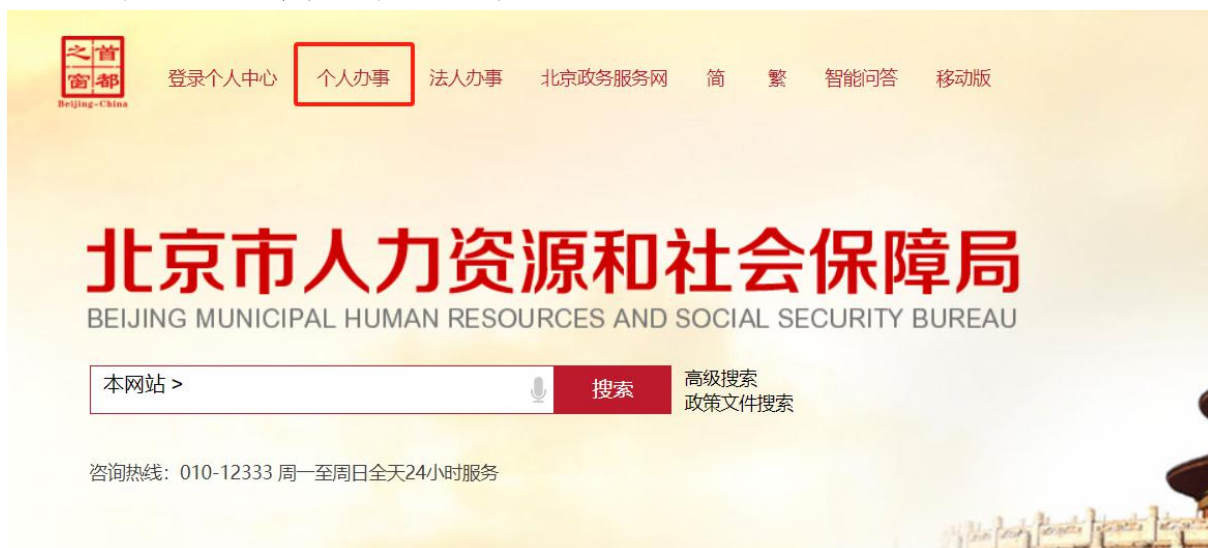 首都之窗
Beijing-China
登录个人中心 个人办事 法人办事 北京政务服务网 简 繁 智能问答 移动版
北京市人力资源和社会保障局
BEIJING MUNICIPAL HUMAN RESOURCES AND SOCIAL SECURITY BUREAU
本网站 > 搜索
高级搜索
政策文件搜索
咨询热线：010-12333 周一至周日全天24小时服务